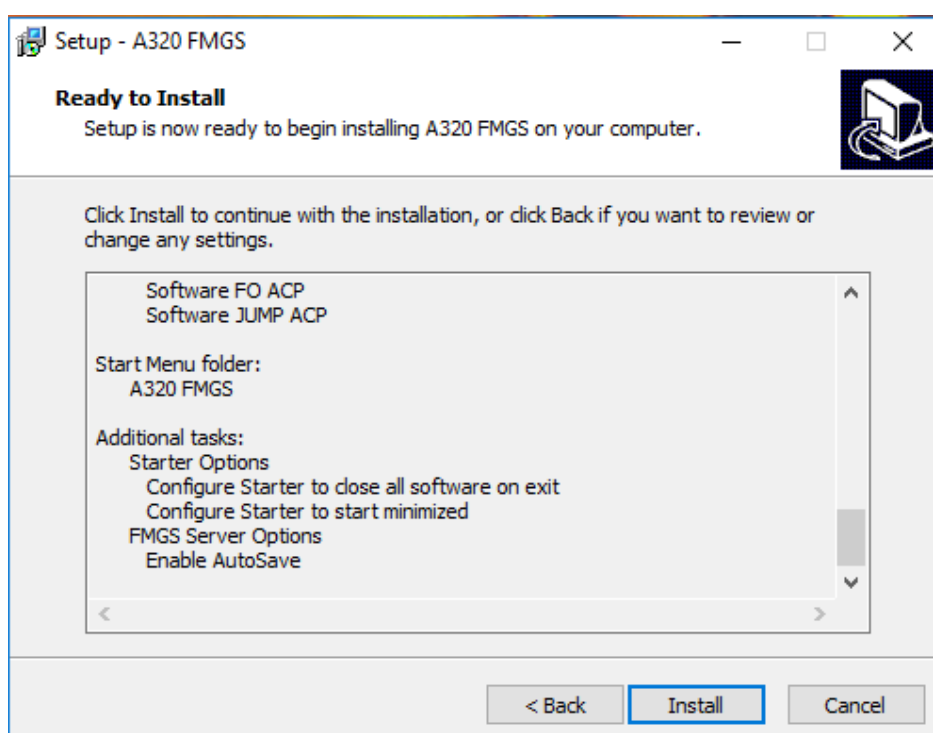 Setup - A320 FMGS
Ready to Install
Setup is now ready to begin installing A320 FMGS on your computer.
Click Install to continue with the installation, or click Back if you want to review or
change any settings.
Software FO ACP
Software JUMP ACP
Start Menu folder:
A320 FMGS
Additional tasks:
Starter Options
Configure Starter to close all software on exit
Configure Starter to start minimized
FMGS Server Options
Enable AutoSave
< Back
Install
Cancel